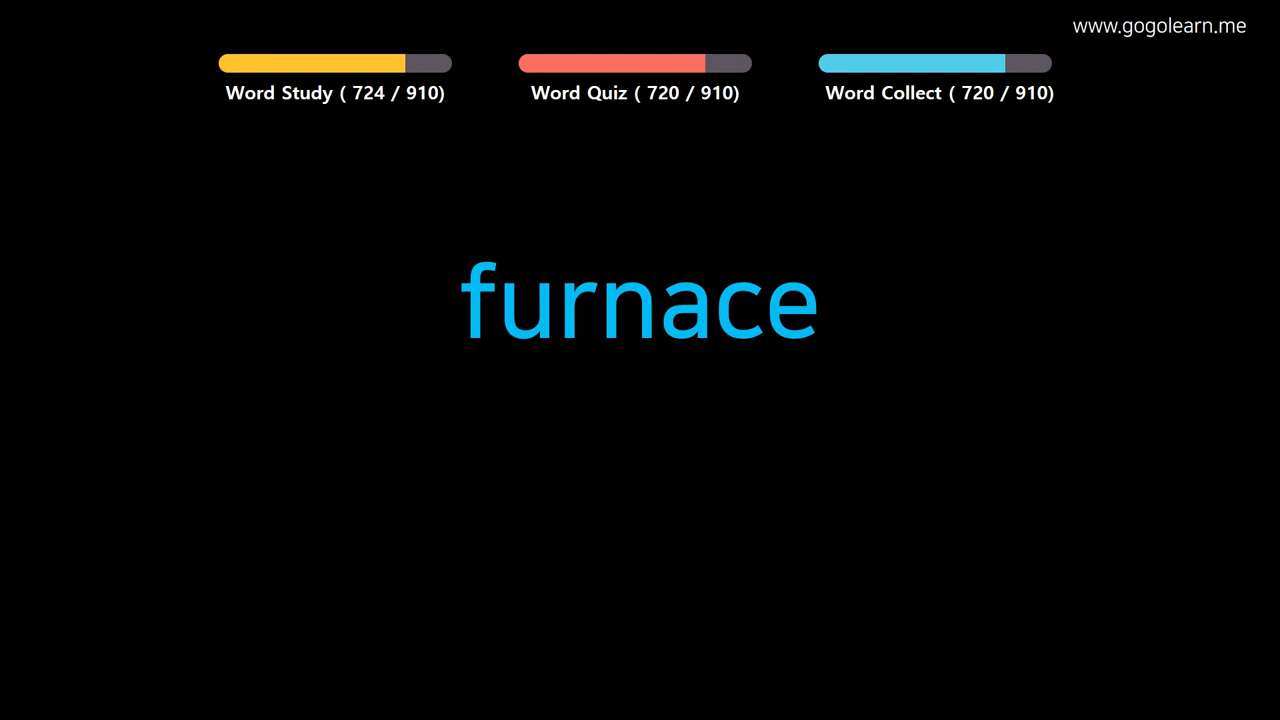 www.gogolearn.me
Word Study ( 724 / 910)
Word Quiz ( 720 / 910)
Word Collect ( 720 / 910)
furnace